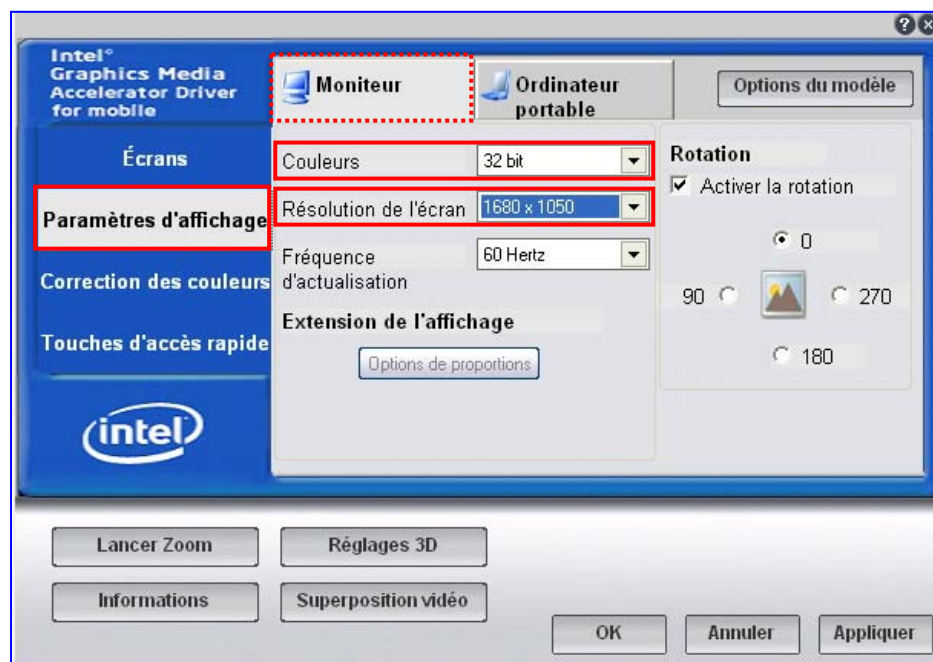 Intel®
Graphics Media
Accelerator Driver
for mobile
Écrans
Paramètres d'affichage
Correction des couleurs
Touches d'accès rapide
intel
Moniteur
Ordinateur
portable
Options du modèle
Couleurs
32 bit
Résolution de l'écran
1680 x 1050
Fréquence
d'actualisation
60 Hertz
Extension de l'affichage
Options de proportions
Rotation
Activer la rotation
0
90
270
180
Lancer Zoom
Réglages 3D
Informations
Superposition vidéo
OK
Annuler
Appliquer